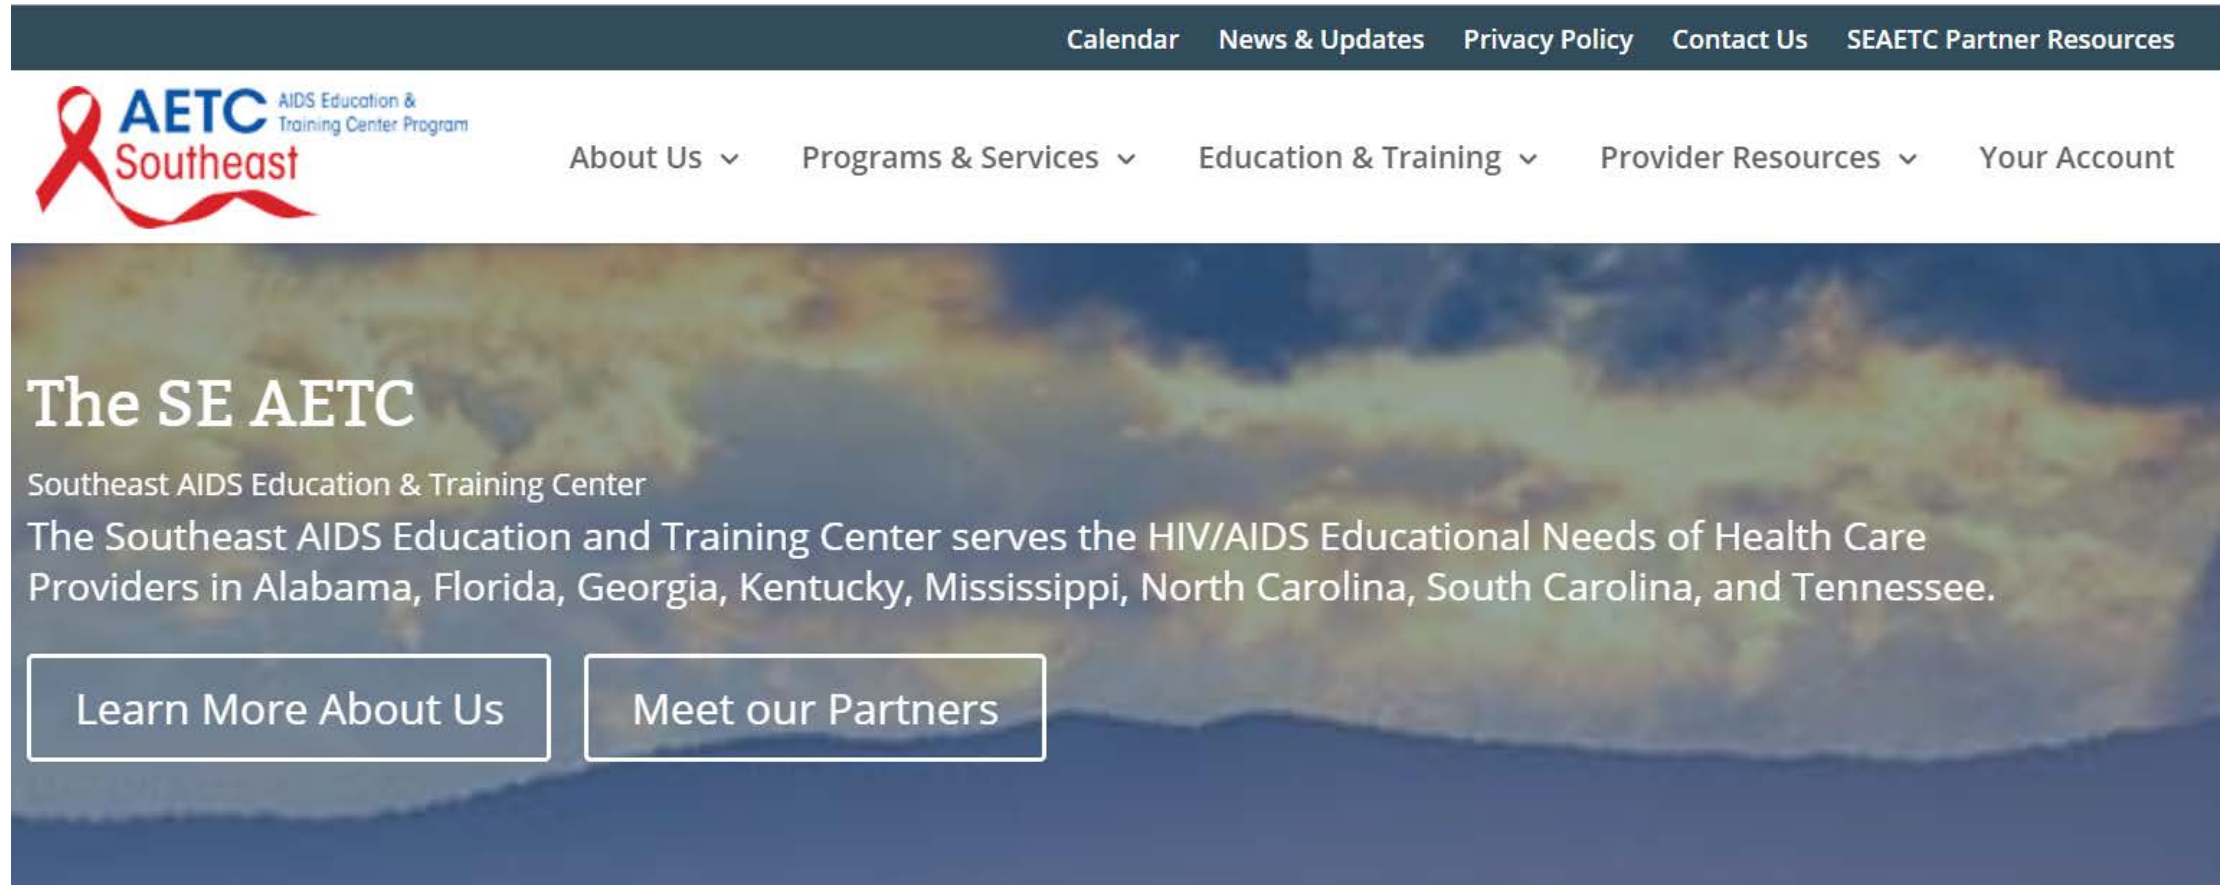 Calendar News & Updates Privacy Policy Contact Us SEAETC Partner Resources
AETC AIDS Education &
Training Center Program
Southeast
About Us Programs & Services Education & Training Provider Resources Your Account
The SE AETC
Southeast AIDS Education & Training Center
The Southeast AIDS Education and Training Center serves the HIV/AIDS Educational Needs of Health Care
Providers in Alabama, Florida, Georgia, Kentucky, Mississippi, North Carolina, South Carolina, and Tennessee.
Learn More About Us Meet our Partners